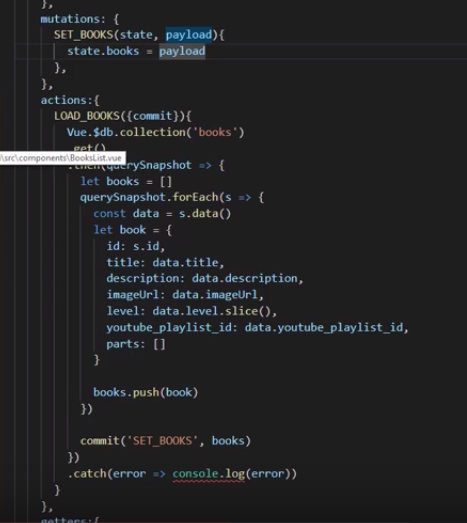 },
mutations: {
SET_BOOKS(state, payload){
state.books = payload
},
},
actions:{
LOAD_BOOKS({commit}){
Vue.$db.collection('books')
.get()
\src\components\BooksList.vue
.then(querySnapshot => {
let books = []
querySnapshot.forEach(s => {
const data = s.data()
let book = {
id: s.id,
title: data.title,
description: data.description,
imageUrl: data.imageUrl,
level: data.level.slice(),
youtube_playlist_id: data.youtube_playlist_id,
parts: []
}
books.push(book)
})
commit('SET_BOOKS', books)
})
.catch(error => console.log(error))
}
},
getters:{